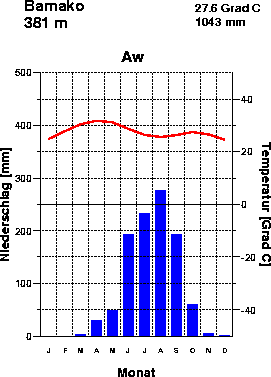 Bamako
27.6 Grad C
381 m
1043 mm
Aw
500
400
300
200
100
0
40
20
0
-20
-40
Niederschlag [mm]
Temperatur [Grad C]
J F M A M J J A S O N D
Monat